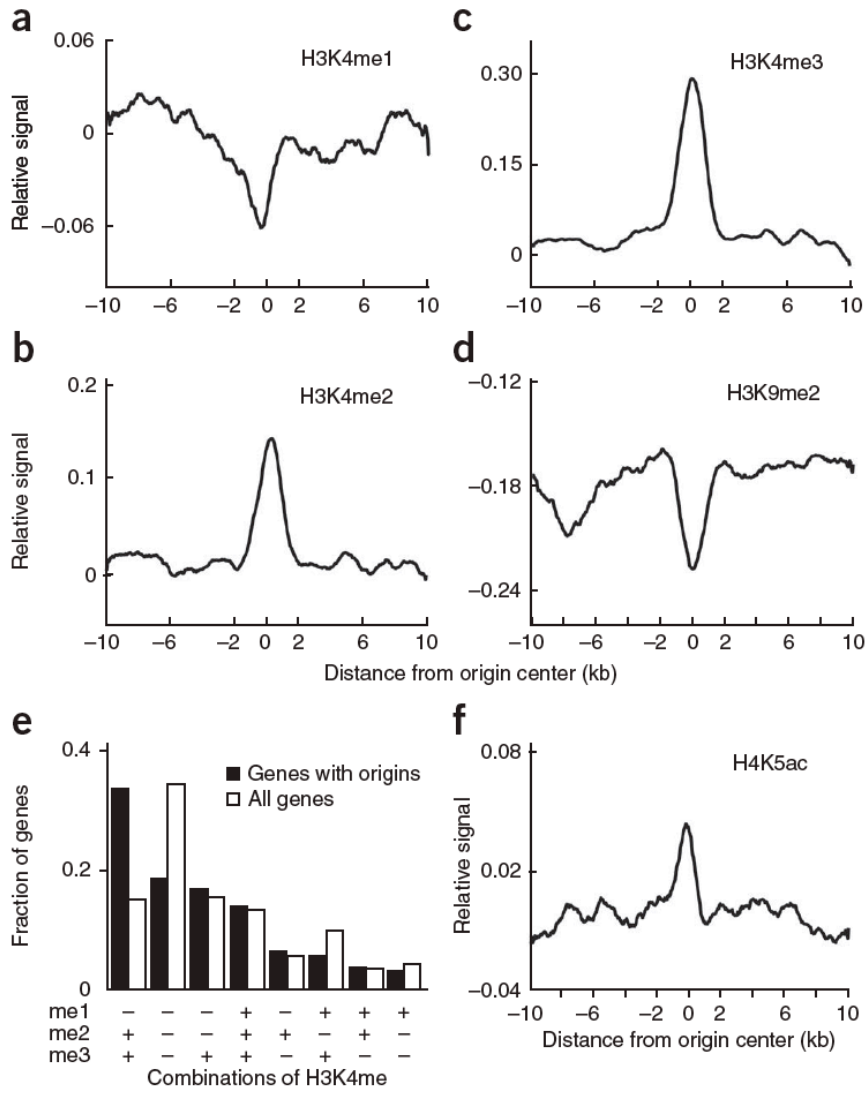 a
0.06
0
−0.06
Relative signal
H3K4me1
−10 −6 −2 0 2 6 10
c
0.30
0.15
0
H3K4me3
−10 −6 −2 0 2 6 10
b
0.2
0.1
0
Relative signal
H3K4me2
−10 −6 −2 0 2 6 10
d
−0.12
−0.18
−0.24
H3K9me2
−10 −6 −2 0 2 6 10
Distance from origin center (kb)
e
0.4
0.2
0
Fraction of genes
Genes with origins
All genes
me1 − − − + − + + +
me2 + − − + + − + −
me3 + − + + − + − −
Combinations of H3K4me
f
0.08
0.02
−0.04
Relative signal
H4K5ac
−10 −6 −2 0 2 6 10
Distance from origin center (kb)